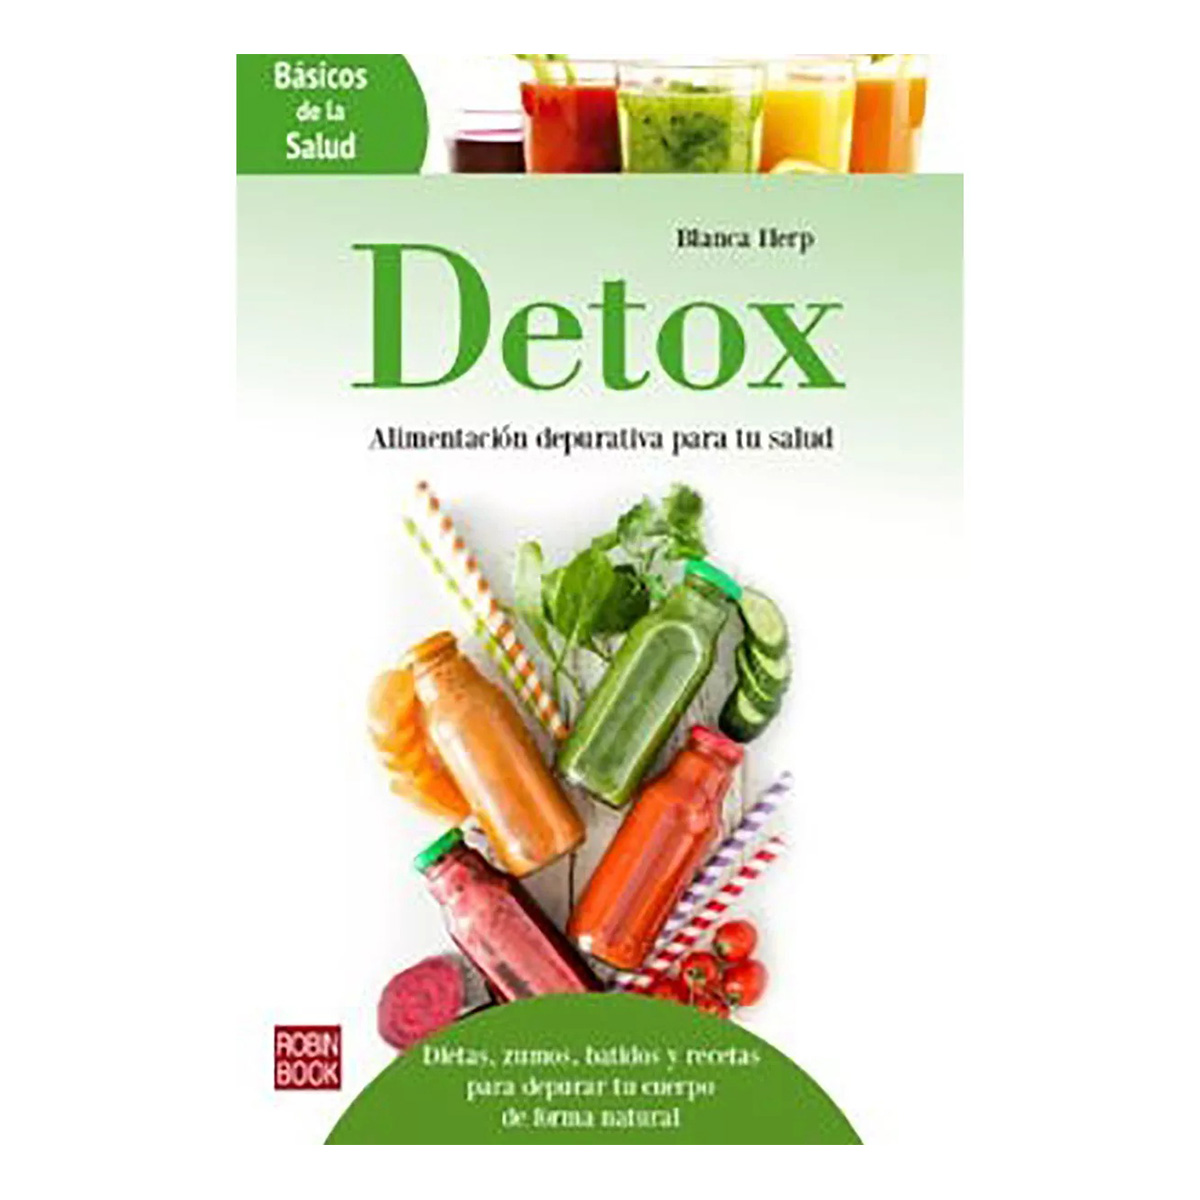 Básicos
de la
Salud
Blanca Herp
Detox
Alimentación depurativa para tu salud
ROBIN
BOOK
Dietas, zumos, batidos y recetas
para depurar tu cuerpo
de forma natural